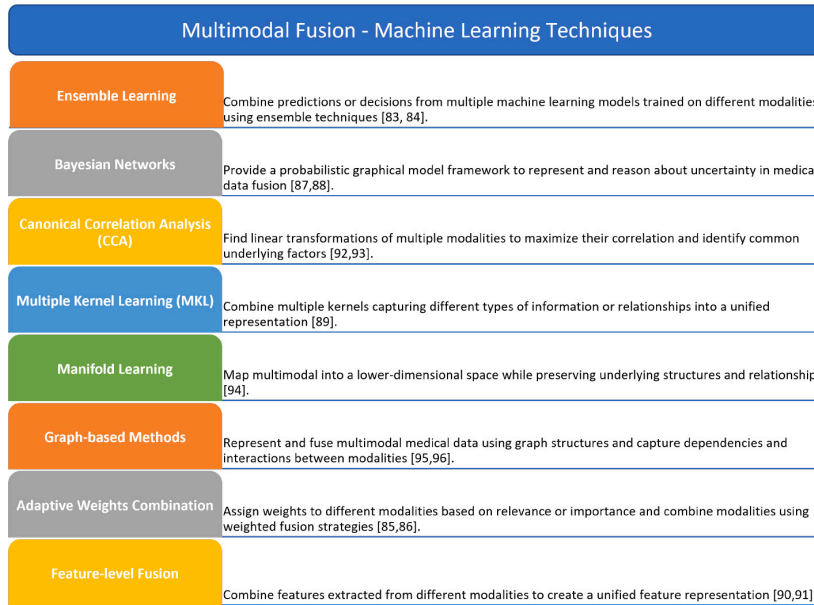 Multimodal Fusion - Machine Learning Techniques
Ensemble Learning
Combine predictions or decisions from multiple machine learning models trained on different modalities
using ensemble techniques [83, 84].
Bayesian Networks
Provide a probabilistic graphical model framework to represent and reason about uncertainty in medica
data fusion [87,88].
Canonical Correlation Analysis
(CCA)
Find linear transformations of multiple modalities to maximize their correlation and identify common
underlying factors [92,93].
Multiple Kernel Learning (MKL)
Combine multiple kernels capturing different types of information or relationships into a unified
representation [89].
Manifold Learning
Map multimodal into a lower-dimensional space while preserving underlying structures and relationship
[94].
Graph-based Methods
Represent and fuse multimodal medical data using graph structures and capture dependencies and
interactions between modalities [95,96].
Adaptive Weights Combination
Assign weights to different modalities based on relevance or importance and combine modalities using
weighted fusion strategies [85,86].
Feature-level Fusion
Combine features extracted from different modalities to create a unified feature representation [90,91]